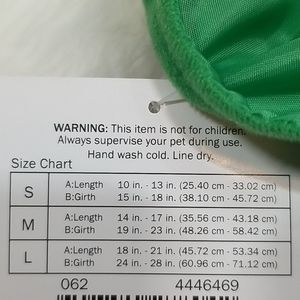 WARNING: This item is not for children.
Always supervise your pet during use.
Hand wash cold. Line dry.
Size Chart
S A:Length 10 in. - 13 in. (25.40 cm - 33.02 cm)
B:Girth 15 in. - 18 in. (38.10 cm - 45.72 cm)
M A:Length 14 in. - 17 in. (35.56 cm - 43.18 cm)
B:Girth 19 in. - 23 in. (48.26 cm - 58.42 cm)
L A:Length 18 in. - 21 in. (45.72 cm - 53.34 cm)
B:Girth 24 in. - 28 in. (60.96 cm - 71.12 cm)
062 4446469